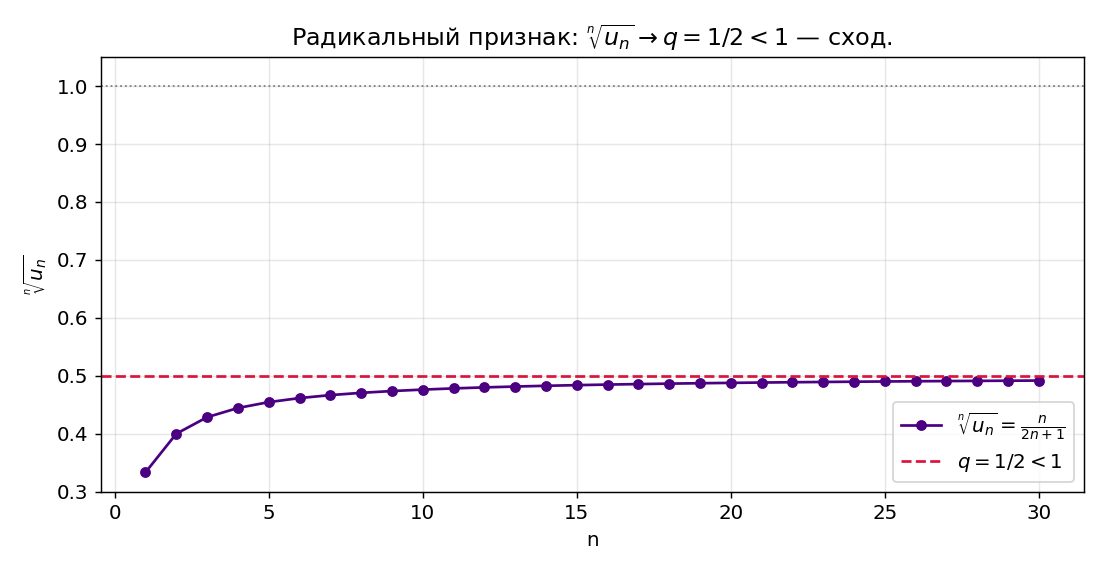 Радикальный признак: ⁿ√uₙ → q = 1/2 < 1 — сход.
ⁿ√uₙ
1.0
0.9
0.8
0.7
0.6
0.5
0.4
0.3
0 5 10 15 20 25 30
n
ⁿ√uₙ = n/(2n+1)
q = 1/2 < 1